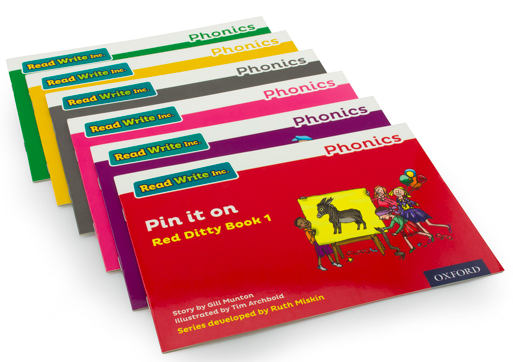 Read Write Inc.
Phonics
Read Write Inc.
Phonics
Read Write Inc.
Phonics
Read Write Inc.
Phonics
Read Write Inc.
Phonics
Read Write Inc.
Phonics
Pin it on
Red Ditty Book 1
Story by Gill Munton
Illustrated by Tim Archbold
Series developed by Ruth Miskin
OXFORD